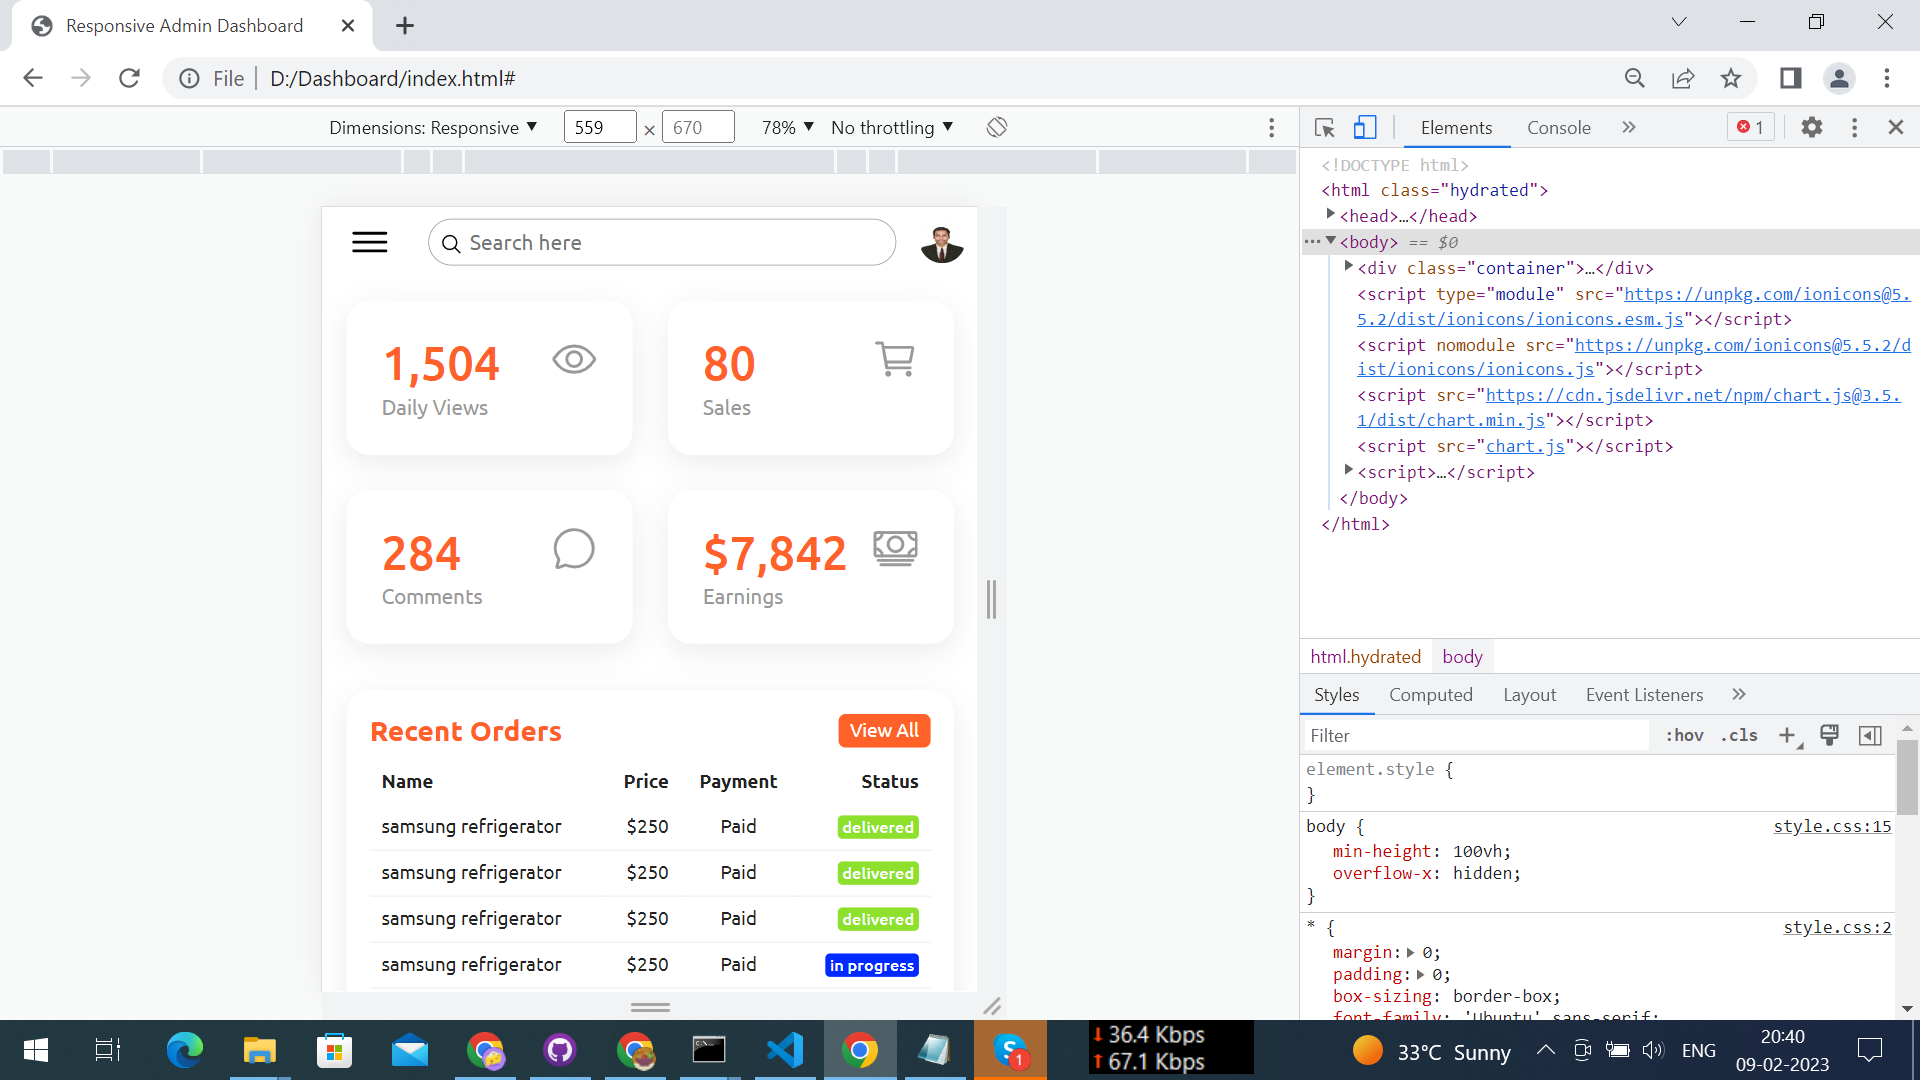 Responsive Admin Dashboard
File D:/Dashboard/index.html#
Dimensions: Responsive 559 × 670 78% No throttling
Elements Console 1
1,504
Daily Views
80
Sales
284
Comments
$7,842
Earnings
Search here
Recent Orders
View All
Name Price Payment Status
samsung refrigerator $250 Paid delivered
samsung refrigerator $250 Paid delivered
samsung refrigerator $250 Paid delivered
samsung refrigerator $250 Paid in progress
<!DOCTYPE html>
<html class="hydrated">
<head>…</head>
<body> == $0
<div class="container">…</div>
<script type="module" src="https://unpkg.com/ionicons@5.
5.2/dist/ionicons/ionicons.esm.js"></script>
<script nomodule src="https://unpkg.com/ionicons@5.5.2/d
ist/ionicons/ionicons.js"></script>
<script src="https://cdn.jsdelivr.net/npm/chart.js@3.5.
1/dist/chart.min.js"></script>
<script src="chart.js"></script>
<script>…</script>
</body>
</html>
html.hydrated body
Styles Computed Layout Event Listeners
Filter :hov .cls
element.style {
}
body { style.css:15
min-height: 100vh;
overflow-x: hidden;
}
* { style.css:2
margin: 0;
padding: 0;
box-sizing: border-box;
font-family: 'Ubuntu',sans-serif;
36.4 Kbps
67.1 Kbps
1
33°C Sunny
ENG
20:40
09-02-2023